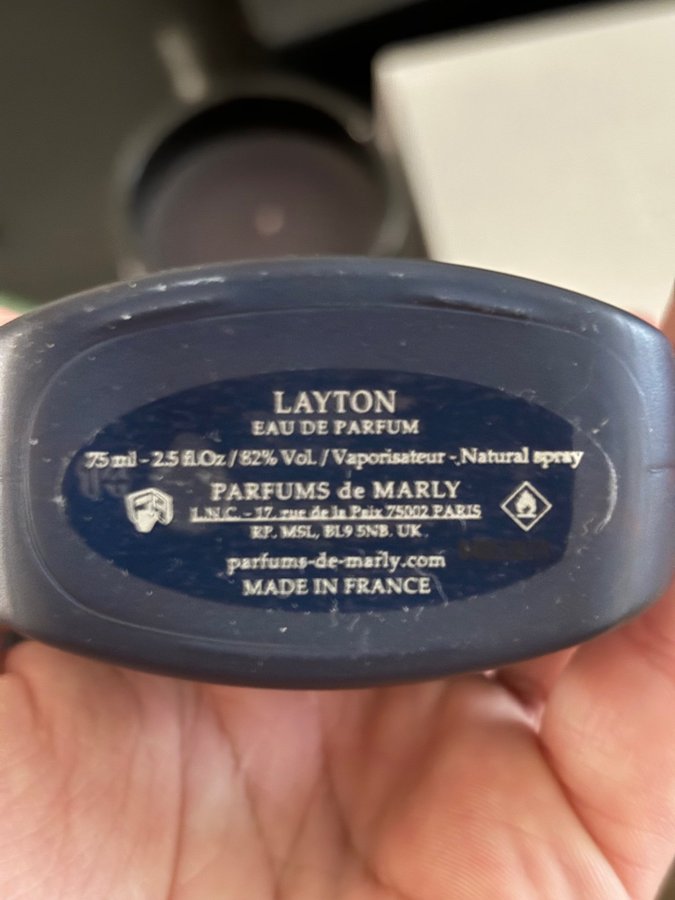 LAYTON
EAU DE PARFUM
75 ml - 2.5 fl.Oz / 82% Vol. / Vaporisateur - Natural spray
PARFUMS de MARLY
L.N.C. - 17, rue de la Paix 75002 PARIS
RP. MSL, BL9 5NB. UK
parfums-de-marly.com
MADE IN FRANCE